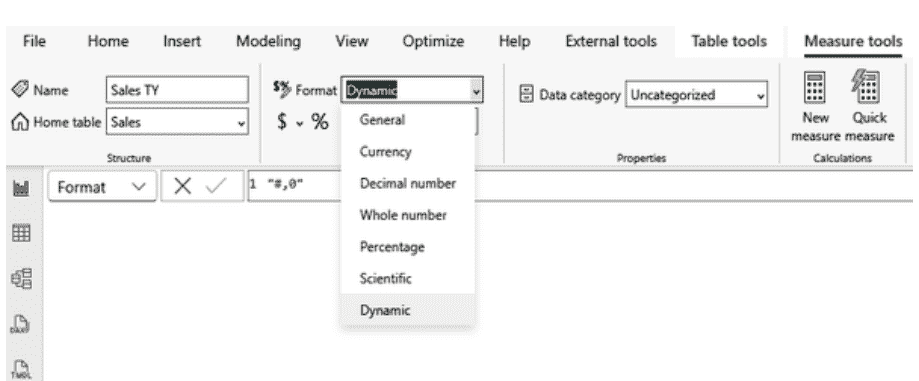 File Home Insert Modeling View Optimize Help External tools Table tools Measure tools
Name Sales TY
Home table Sales
Structure
$% Format Dynamic
$ %
General
Currency
Decimal number
Whole number
Percentage
Scientific
Dynamic
Data category Uncategorized
Properties
New measure
Quick measure
Calculations
Format
1 "#,0"
DAX
TMDL